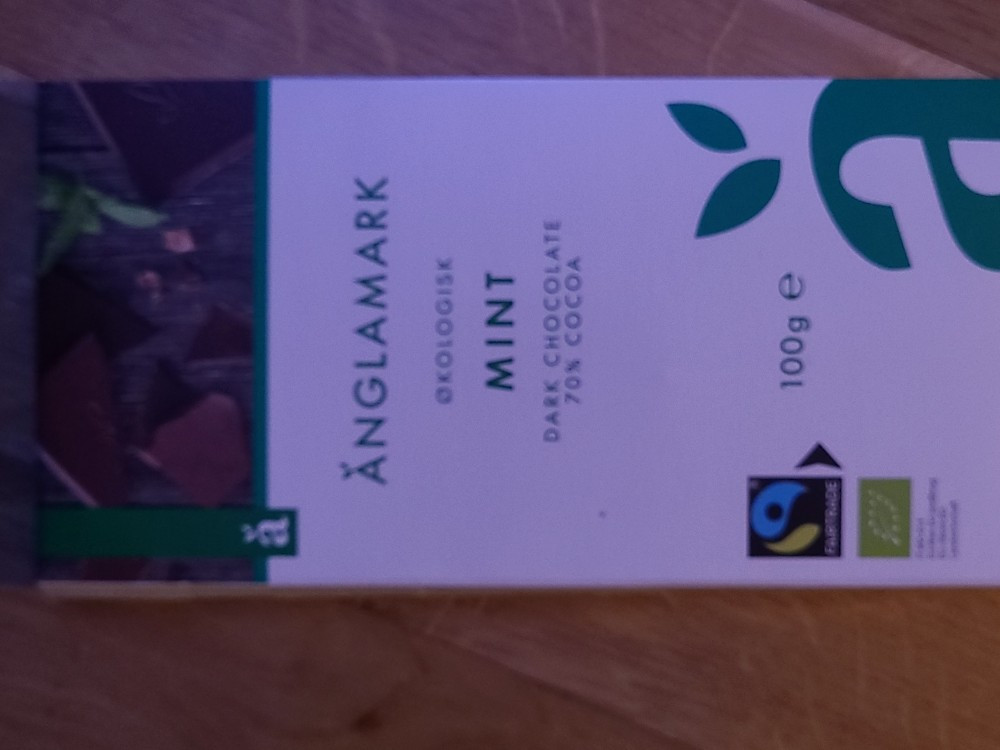 ÄNGLAMARK
ØKOLOGISK
MINT
DARK CHOCOLATE
70% COCOA
100g e
FAIRTRADE
ä
a